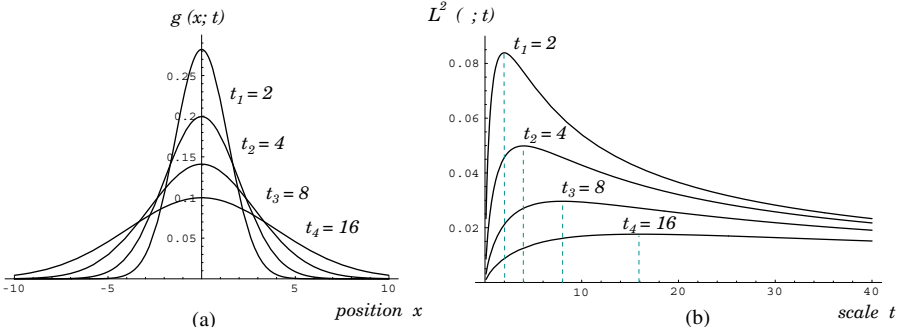 g (x; t)
0.25
0.2
0.15
0.1
0.05
t1 = 2
t2 = 4
t3 = 8
t4 = 16
-10 -5 5 10
position x
(a)
L² ( ; t)
0.08
0.06
0.04
0.02
t1 = 2
t2 = 4
t3 = 8
t4 = 16
10 20 30 40
scale t
(b)